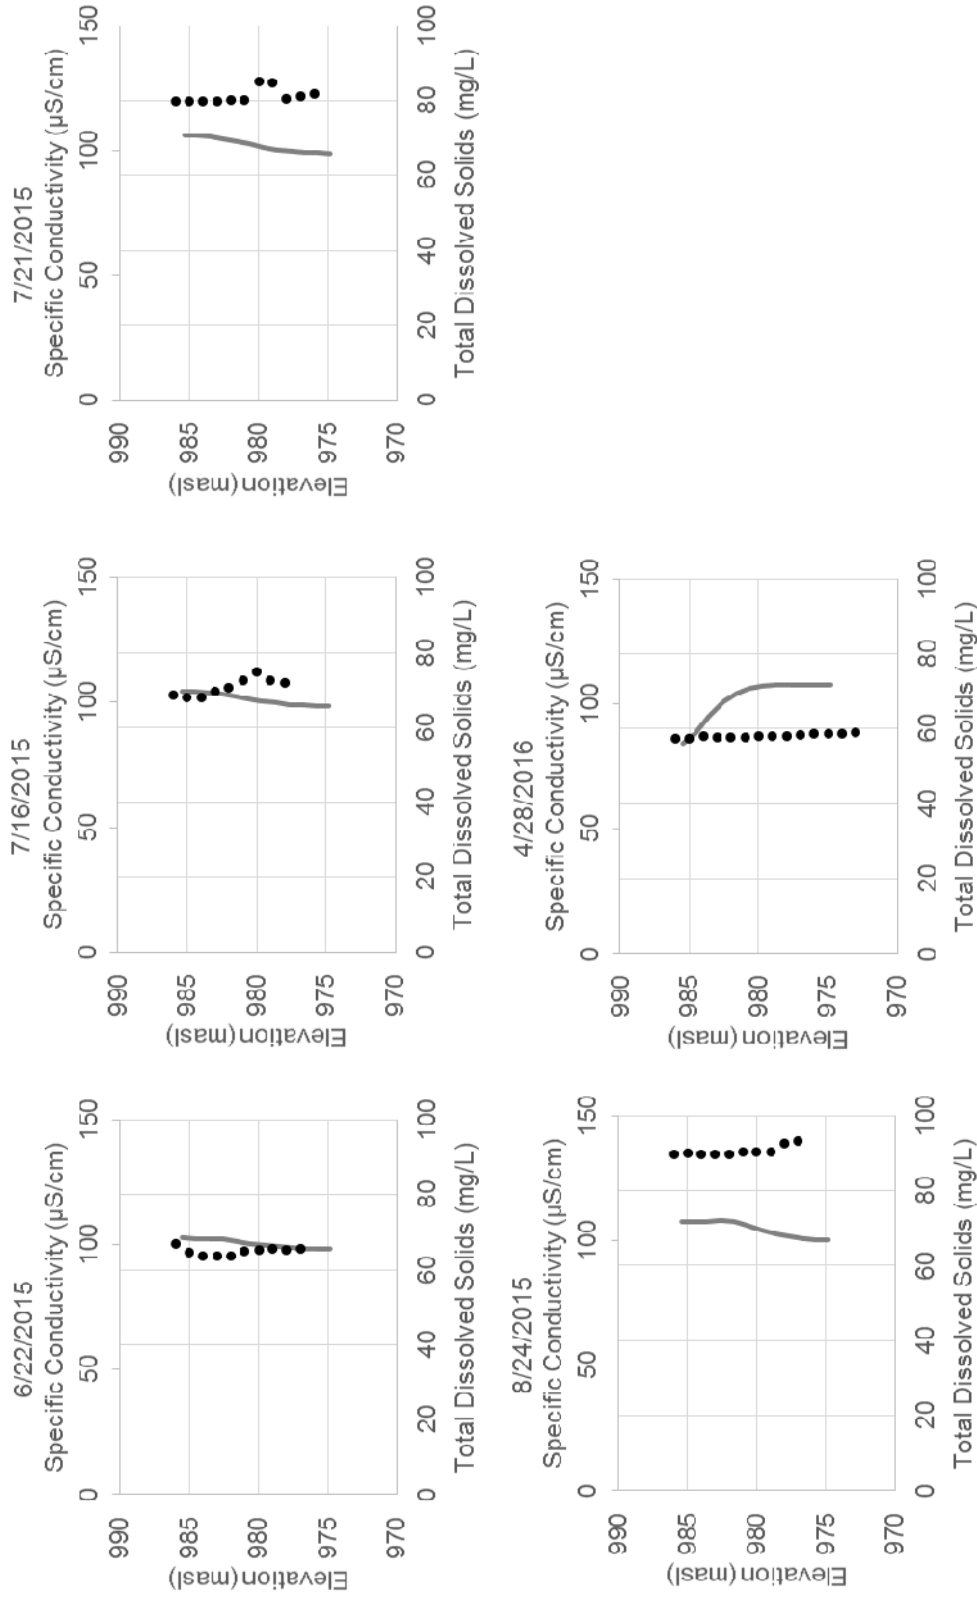 6/22/2015
Specific Conductivity (µS/cm)
0 50 100 150
990
985
980
975
970
Elevation (masl)
0 20 40 60 80 100
Total Dissolved Solids (mg/L)
7/16/2015
Specific Conductivity (µS/cm)
0 50 100 150
990
985
980
975
970
Elevation (masl)
0 20 40 60 80 100
Total Dissolved Solids (mg/L)
7/21/2015
Specific Conductivity (µS/cm)
0 50 100 150
990
985
980
975
970
Elevation (masl)
0 20 40 60 80 100
Total Dissolved Solids (mg/L)
8/24/2015
Specific Conductivity (µS/cm)
0 50 100 150
990
985
980
975
970
Elevation (masl)
0 20 40 60 80 100
Total Dissolved Solids (mg/L)
4/28/2016
Specific Conductivity (µS/cm)
0 50 100 150
990
985
980
975
970
Elevation (masl)
0 20 40 60 80 100
Total Dissolved Solids (mg/L)